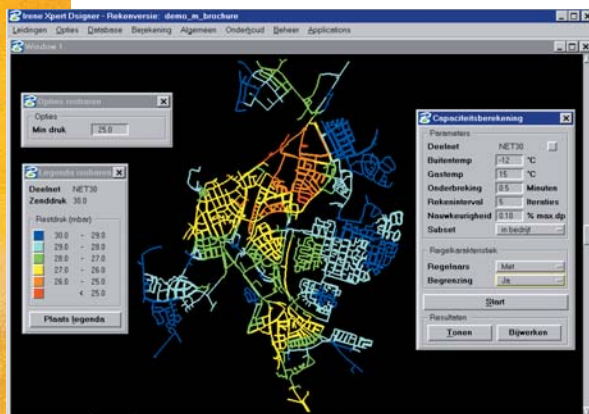 Irene Xpert Dsigner - Rekenversie: demo_m_brochure
Leidingen Opties Database Berekening Algemeen Onderhoud Beheer Applications
Window 1
Opties restbaren
Opties
Min druk 25.0
Legenda restbaren
Deelnet NET30
Zenddruk 30.0
Restdruk (mbar)
30.0 - 29.0
29.0 - 28.0
28.0 - 27.0
27.0 - 26.0
26.0 - 25.0
< 25.0
Plaats legenda
Capaciteitsberekening
Parameters
Deelnet NET30
Buitentemp -12 °C
Gastemp 15 °C
Onderbreking 0.5 Minuten
Rekeninterval 5 Iteraties
Nauwkeurigheid 0.10 % max dp
Subset in bedrijf
Regelkarakteristiek
Regelaars Met
Begrenzing Ja
Start
Resultaten
Tonen Bijwerken